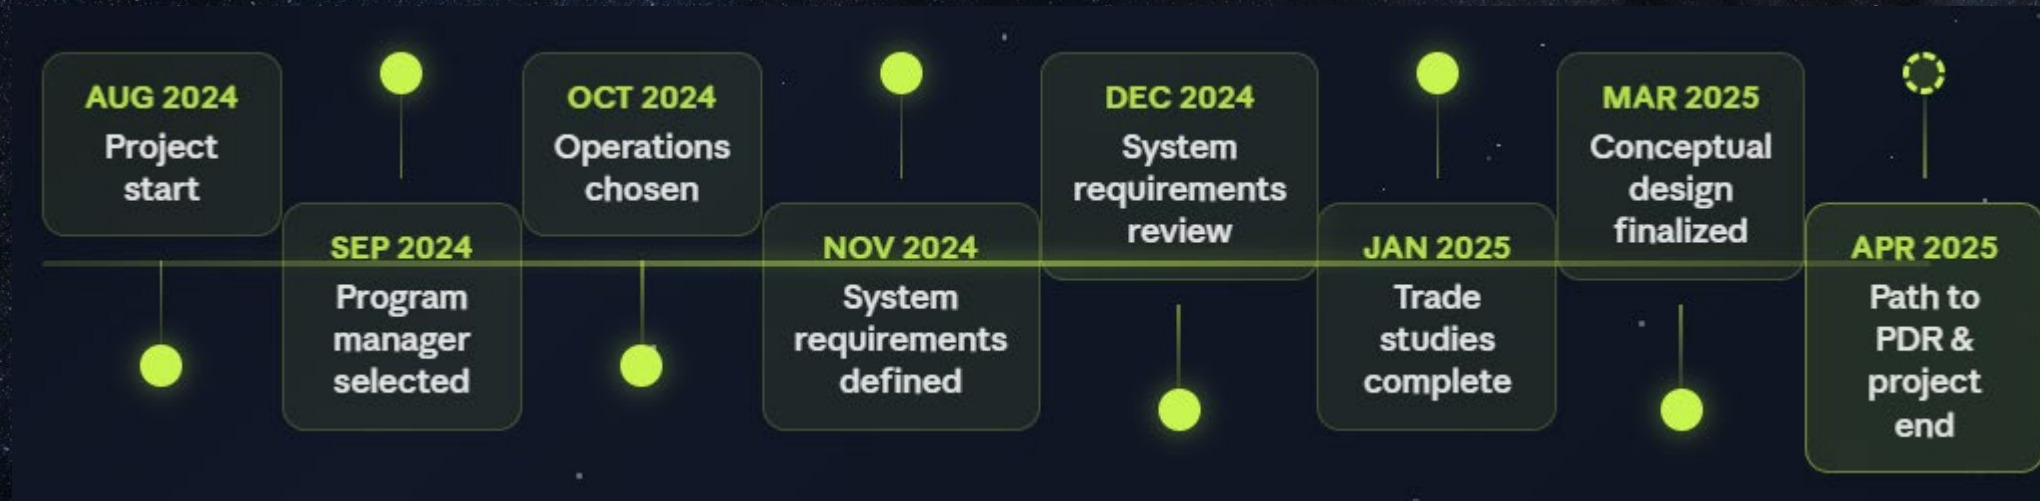 AUG 2024
Project
start
SEP 2024
Program
manager
selected
OCT 2024
Operations
chosen
NOV 2024
System
requirements
defined
DEC 2024
System
requirements
review
JAN 2025
Trade
studies
complete
MAR 2025
Conceptual
design
finalized
APR 2025
Path to
PDR &
project
end